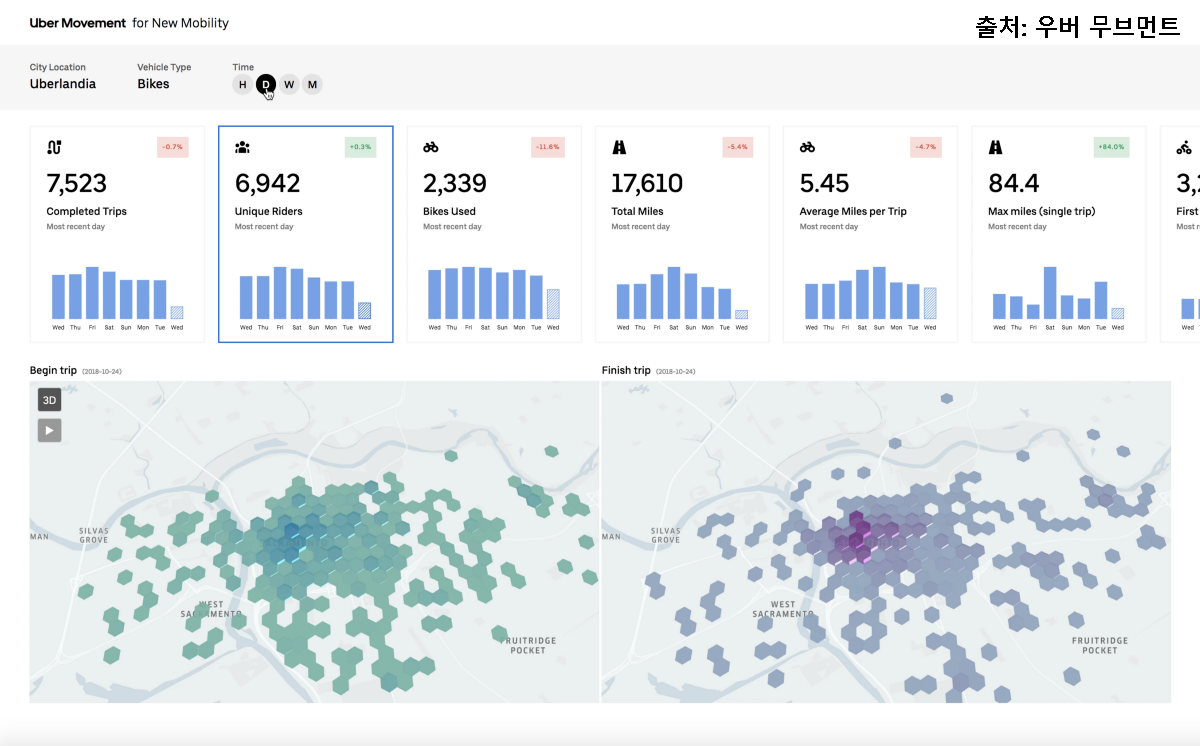 Uber Movement for New Mobility
출처: 우버 무브먼트
City Location Vehicle Type Time
Uberlandia Bikes H D W M
-0.7% +0.3% -11.6% -5.4% -4.7% +84.0%
7,523 6,942 2,339 17,610 5.45 84.4 3,
Completed Trips Unique Riders Bikes Used Total Miles Average Miles per Trip Max miles (single trip) First
Most recent day Most recent day Most recent day Most recent day Most recent day Most recent day Most r
Wed Thu Fri Sat Sun Mon Tue Wed Wed Thu Fri Sat Sun Mon Tue Wed Wed Thu Fri Sat Sun Mon Tue Wed Wed Thu Fri Sat Sun Mon Tue Wed Wed Thu Fri Sat Sun Mon Tue Wed Wed Thu Fri Sat Sun Mon Tue Wed Wed
Begin trip (2018-10-24) Finish trip (2018-10-24)
3D
SILVAS SILVAS
MAN GROVE MAN GROVE
WEST WEST
SACRAMENTO SACRAMENTO
FRUITRIDGE FRUITRIDGE
POCKET POCKET